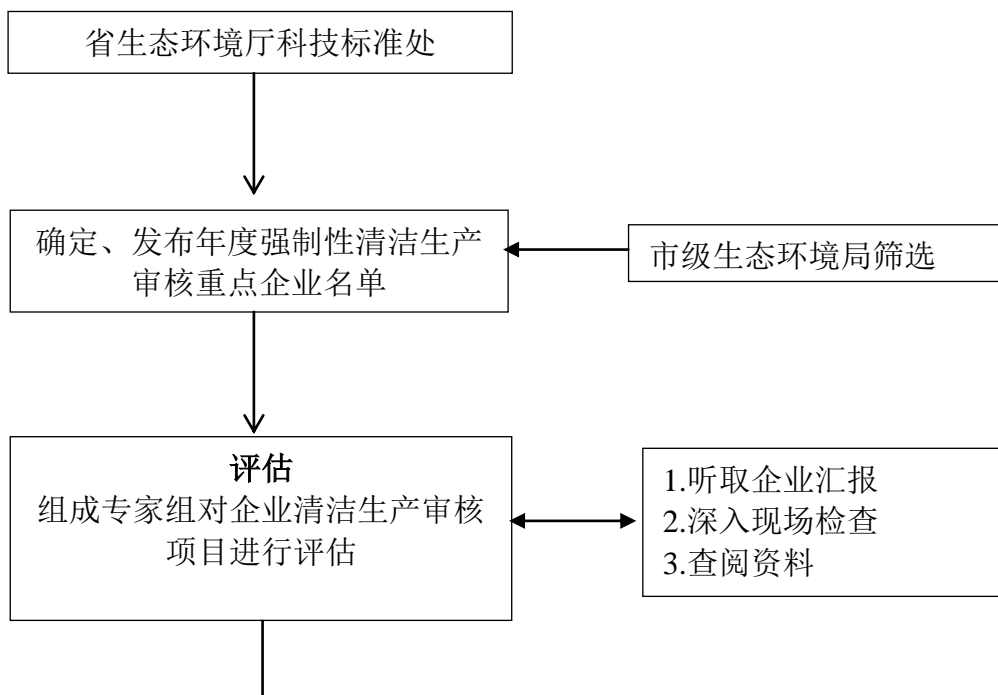 省生态环境厅科技标准处
确定、发布年度强制性清洁生产
审核重点企业名单
市级生态环境局筛选
评估
组成专家组对企业清洁生产审核
项目进行评估
1.听取企业汇报
2.深入现场检查
3.查阅资料